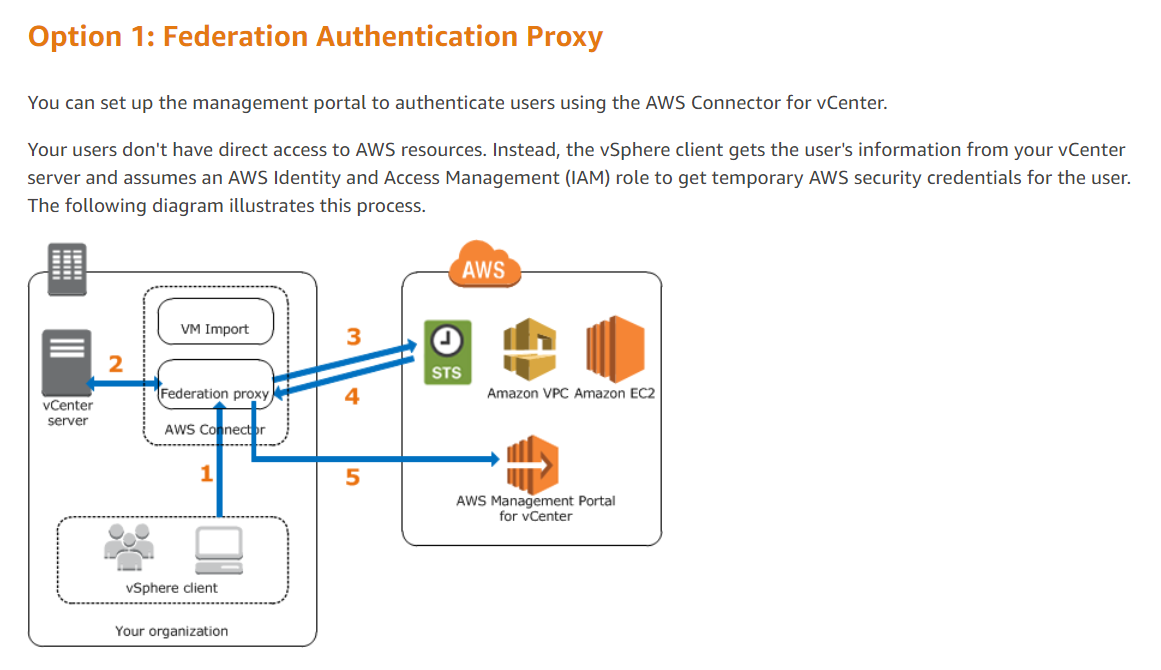 Option 1: Federation Authentication Proxy
You can set up the management portal to authenticate users using the AWS Connector for vCenter.
Your users don't have direct access to AWS resources. Instead, the vSphere client gets the user's information from your vCenter
server and assumes an AWS Identity and Access Management (IAM) role to get temporary AWS security credentials for the user.
The following diagram illustrates this process.
AWS
VM Import
3
STS
2
Federation proxy
4
Amazon VPC
Amazon EC2
vCenter
server
AWS Connector
1
5
AWS Management Portal
for vCenter
vSphere client
Your organization